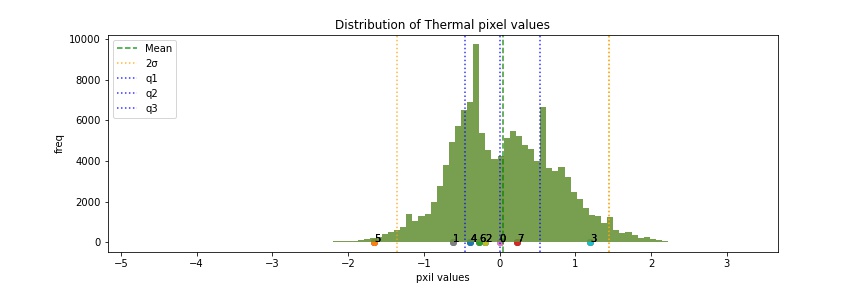 Distribution of Thermal pixel values
10000
8000
6000
4000
2000
0
freq
Mean
2σ
q1
q2
q3
5 1 4 6 2 0 7 3
−5 −4 −3 −2 −1 0 1 2 3
pxil values